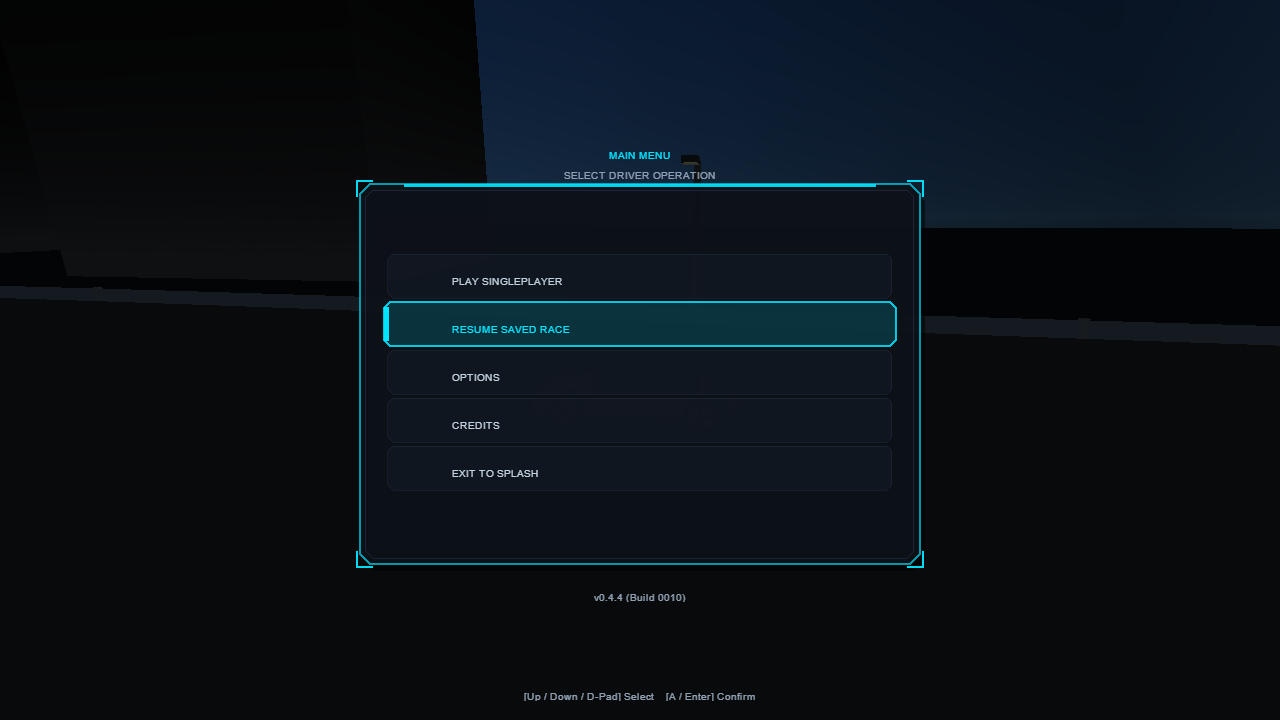 MAIN MENU
SELECT DRIVER OPERATION
PLAY SINGLEPLAYER
RESUME SAVED RACE
OPTIONS
CREDITS
EXIT TO SPLASH
v0.4.4 (Build 0010)
[Up / Down / D-Pad] Select [A / Enter] Confirm